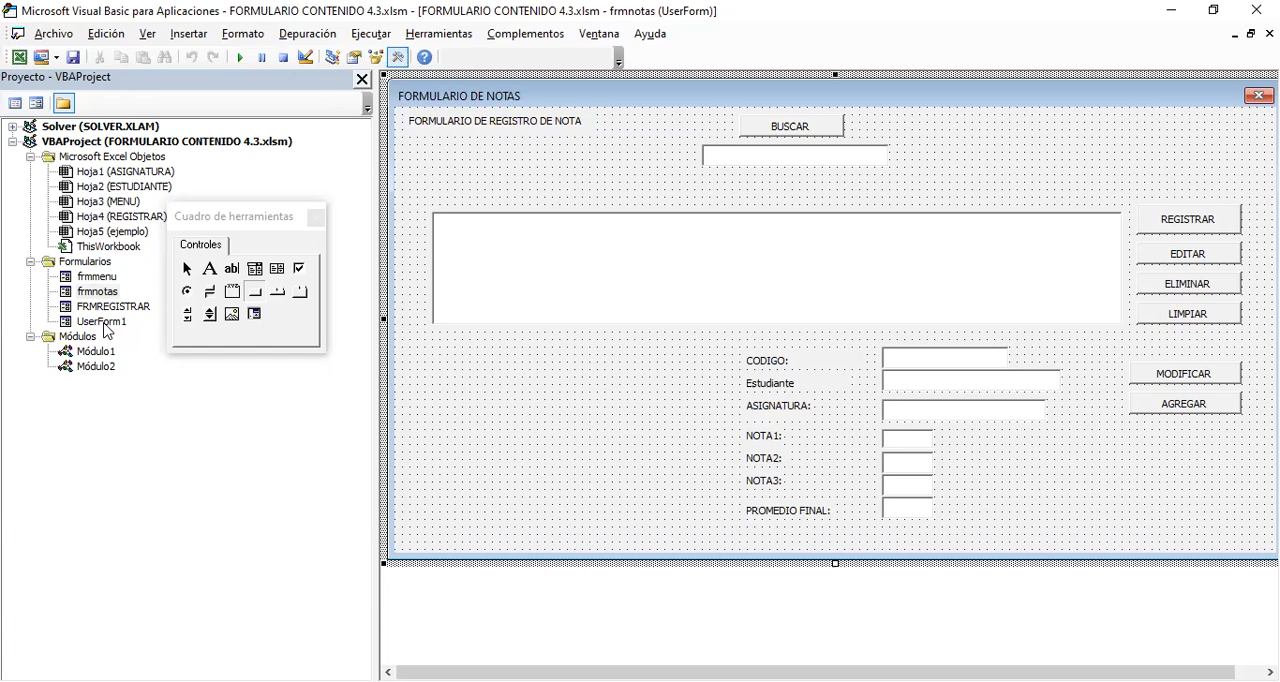 Microsoft Visual Basic para Aplicaciones - FORMULARIO CONTENIDO 4.3.xlsm - [FORMULARIO CONTENIDO 4.3.xlsm - frmnotas (UserForm)]
Archivo Edición Ver Insertar Formato Depuración Ejecutar Herramientas Complementos Ventana Ayuda
Proyecto - VBAProject
Solver (SOLVER.XLAM)
VBAProject (FORMULARIO CONTENIDO 4.3.xlsm)
Microsoft Excel Objetos
Hoja1 (ASIGNATURA)
Hoja2 (ESTUDIANTE)
Hoja3 (MENU)
Hoja4 (REGISTRAR)
Hoja5 (ejemplo)
ThisWorkbook
Formularios
frmmenu
frmnotas
FRMREGISTRAR
UserForm1
Módulos
Módulo1
Módulo2
Cuadro de herramientas
Controles
A abl
xyz
FORMULARIO DE NOTAS
FORMULARIO DE REGISTRO DE NOTA
BUSCAR
REGISTRAR
EDITAR
ELIMINAR
LIMPIAR
CODIGO:
Estudiante
MODIFICAR
ASIGNATURA:
AGREGAR
NOTA1:
NOTA2:
NOTA3:
PROMEDIO FINAL: